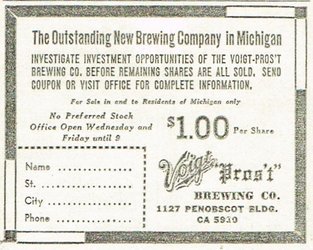 The Outstanding New Brewing Company in Michigan
INVESTIGATE INVESTMENT OPPORTUNITIES OF THE VOIGT-PROS'T
BREWING CO. BEFORE REMAINING SHARES ARE ALL SOLD. SEND
COUPON OR VISIT OFFICE FOR COMPLETE INFORMATION.
For Sale in and to Residents of Michigan only
No Preferred Stock
Office Open Wednesday and
Friday until 9
$1.00 Per Share
Name
St.
City
Phone
Voigt Pros't"
BREWING CO.
1127 PENOBSCOT BLDG.
CA 5930